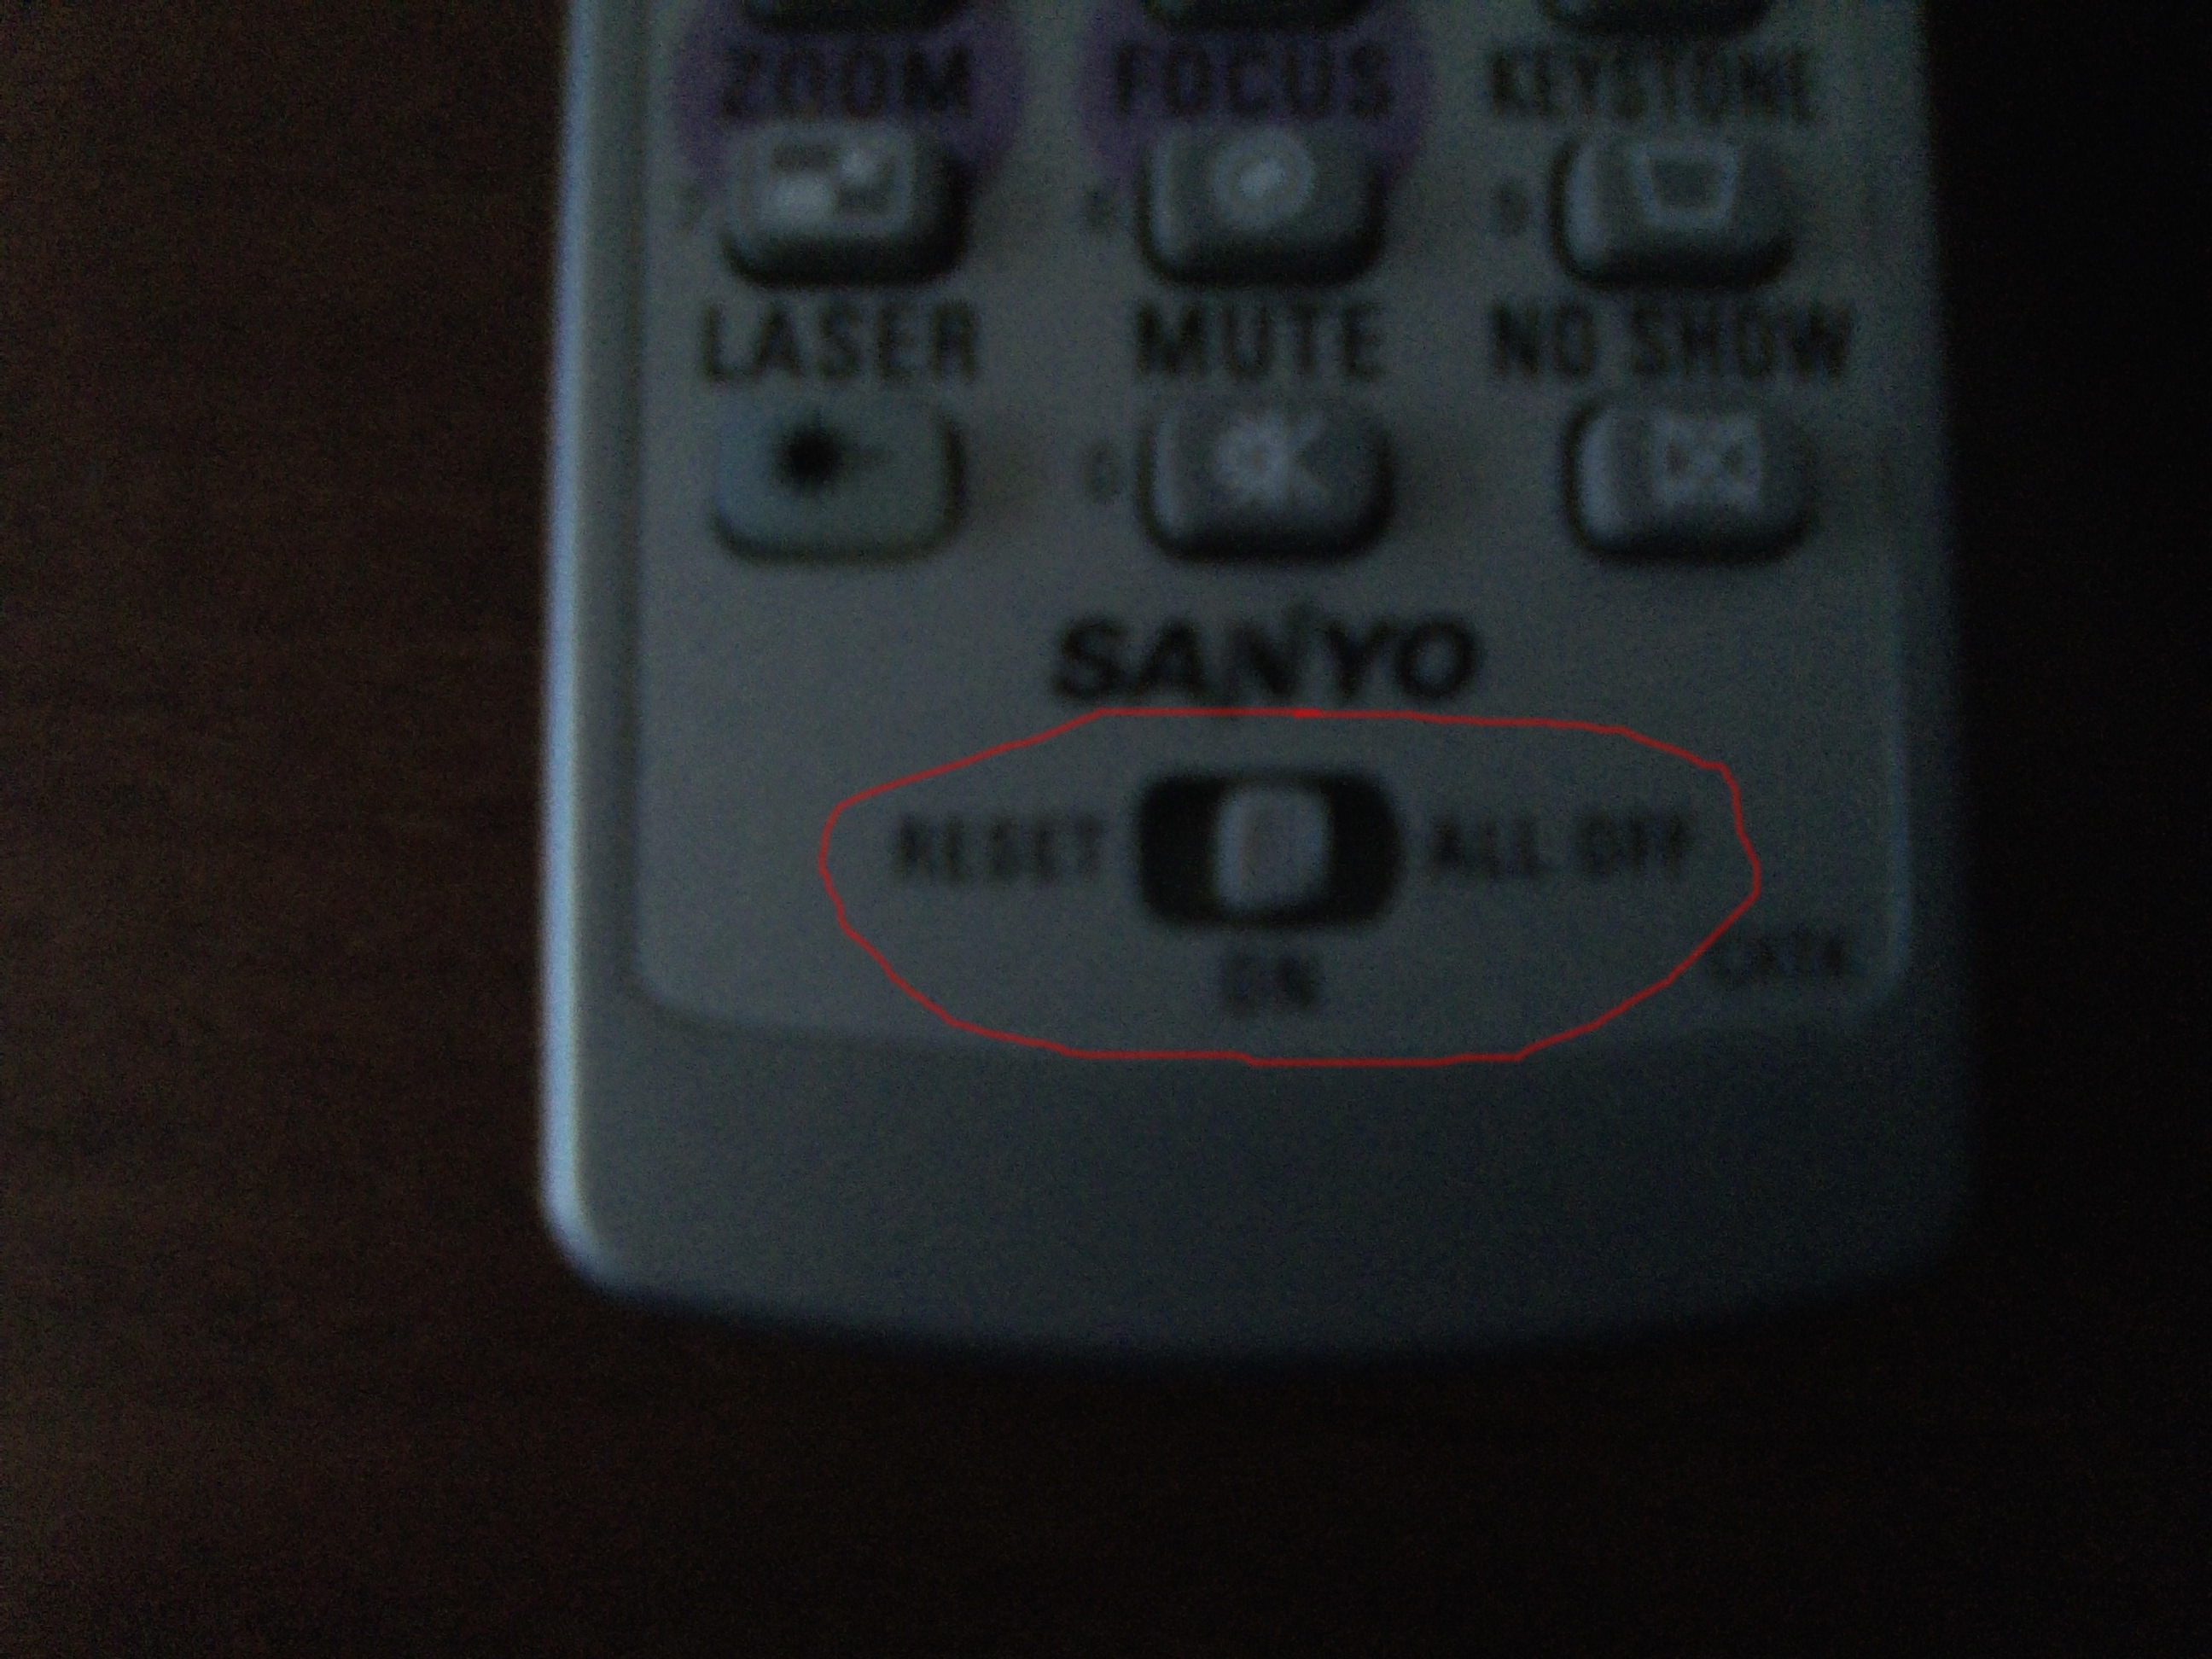 ZOOM FOCUS KEYSTONE
LASER MUTE NO SHOW
SANYO
RESET ALL OFF
ON